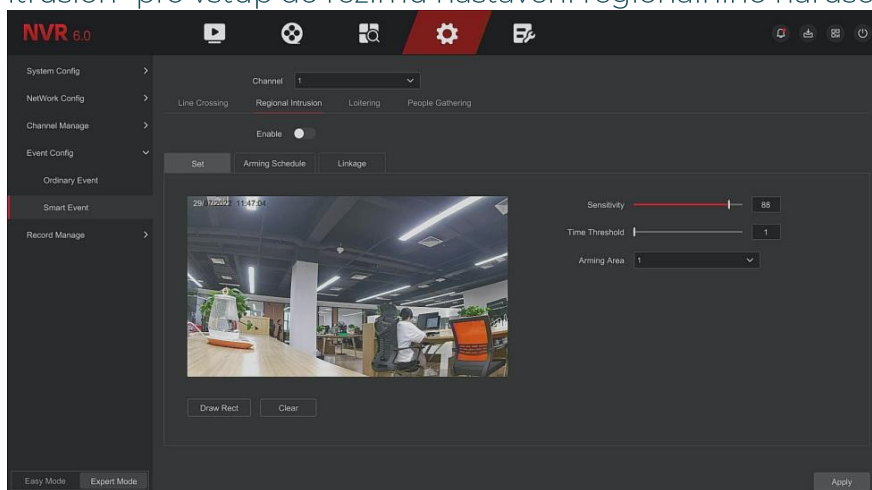 pro vstup do režimu nastavení regionálního
NVR 6.0
System Config
NetWork Config
Channel Manage
Event Config
Ordinary Event
Smart Event
Record Manage
Easy Mode Expert Mode
Channel 1
Line Crossing Regional Intrusion Loitering People Gathering
Enable
Set Arming Schedule Linkage
11:47:04
Sensitivity 88
Time Threshold 1
Arming Area 1
Draw Rect Clear
Apply